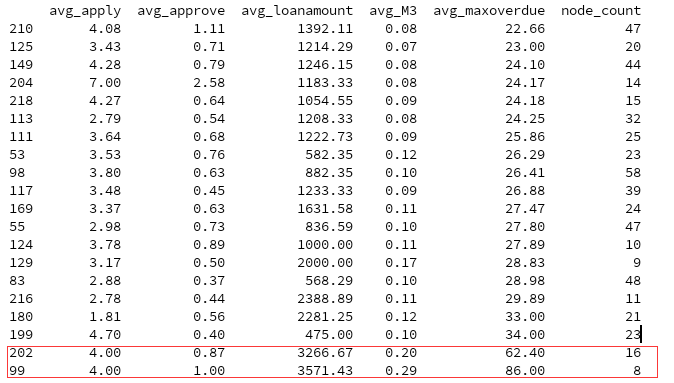 avg_apply avg_approve avg_loanamount avg_M3 avg_maxoverdue node_count
210 4.08 1.11 1392.11 0.08 22.66 47
125 3.43 0.71 1214.29 0.07 23.00 20
149 4.28 0.79 1246.15 0.08 24.10 44
204 7.00 2.58 1183.33 0.08 24.17 14
218 4.27 0.64 1054.55 0.09 24.18 15
113 2.79 0.54 1208.33 0.08 24.25 32
111 3.64 0.68 1222.73 0.09 25.86 25
53 3.53 0.76 582.35 0.12 26.29 23
98 3.80 0.63 882.35 0.10 26.41 58
117 3.48 0.45 1233.33 0.09 26.88 39
169 3.37 0.63 1631.58 0.11 27.47 24
55 2.98 0.73 836.59 0.10 27.80 47
124 3.78 0.89 1000.00 0.11 27.89 10
129 3.17 0.50 2000.00 0.17 28.83 9
83 2.88 0.37 568.29 0.10 28.98 48
216 2.78 0.44 2388.89 0.11 29.89 11
180 1.81 0.56 2281.25 0.12 33.00 21
199 4.70 0.40 475.00 0.10 34.00 23
202 4.00 0.87 3266.67 0.20 62.40 16
99 4.00 1.00 3571.43 0.29 86.00 8